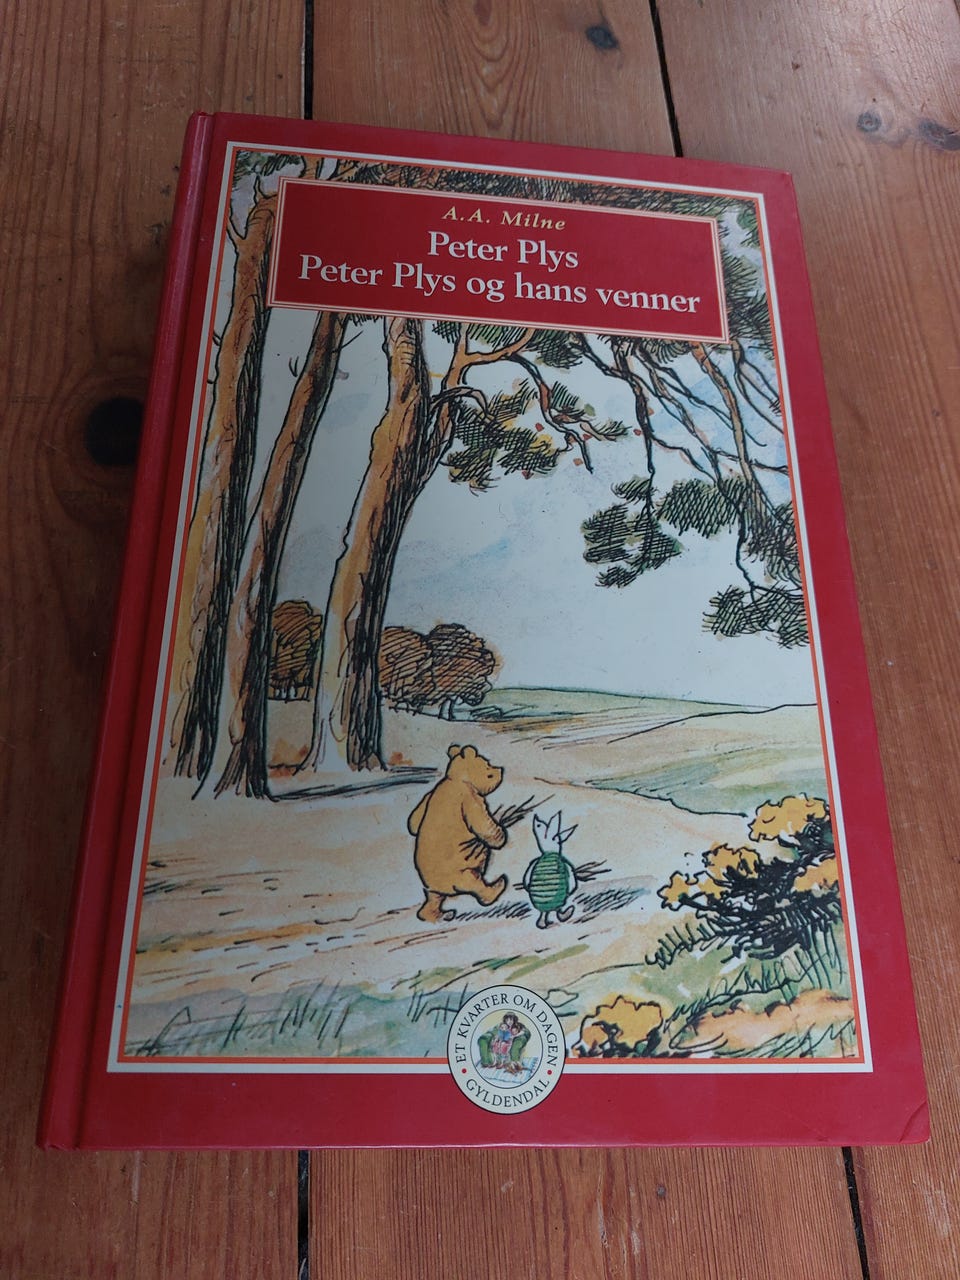 A.A. Milne
Peter Plys
Peter Plys og hans venner
ET KVARTER OM DAGEN
GYLDENDAL